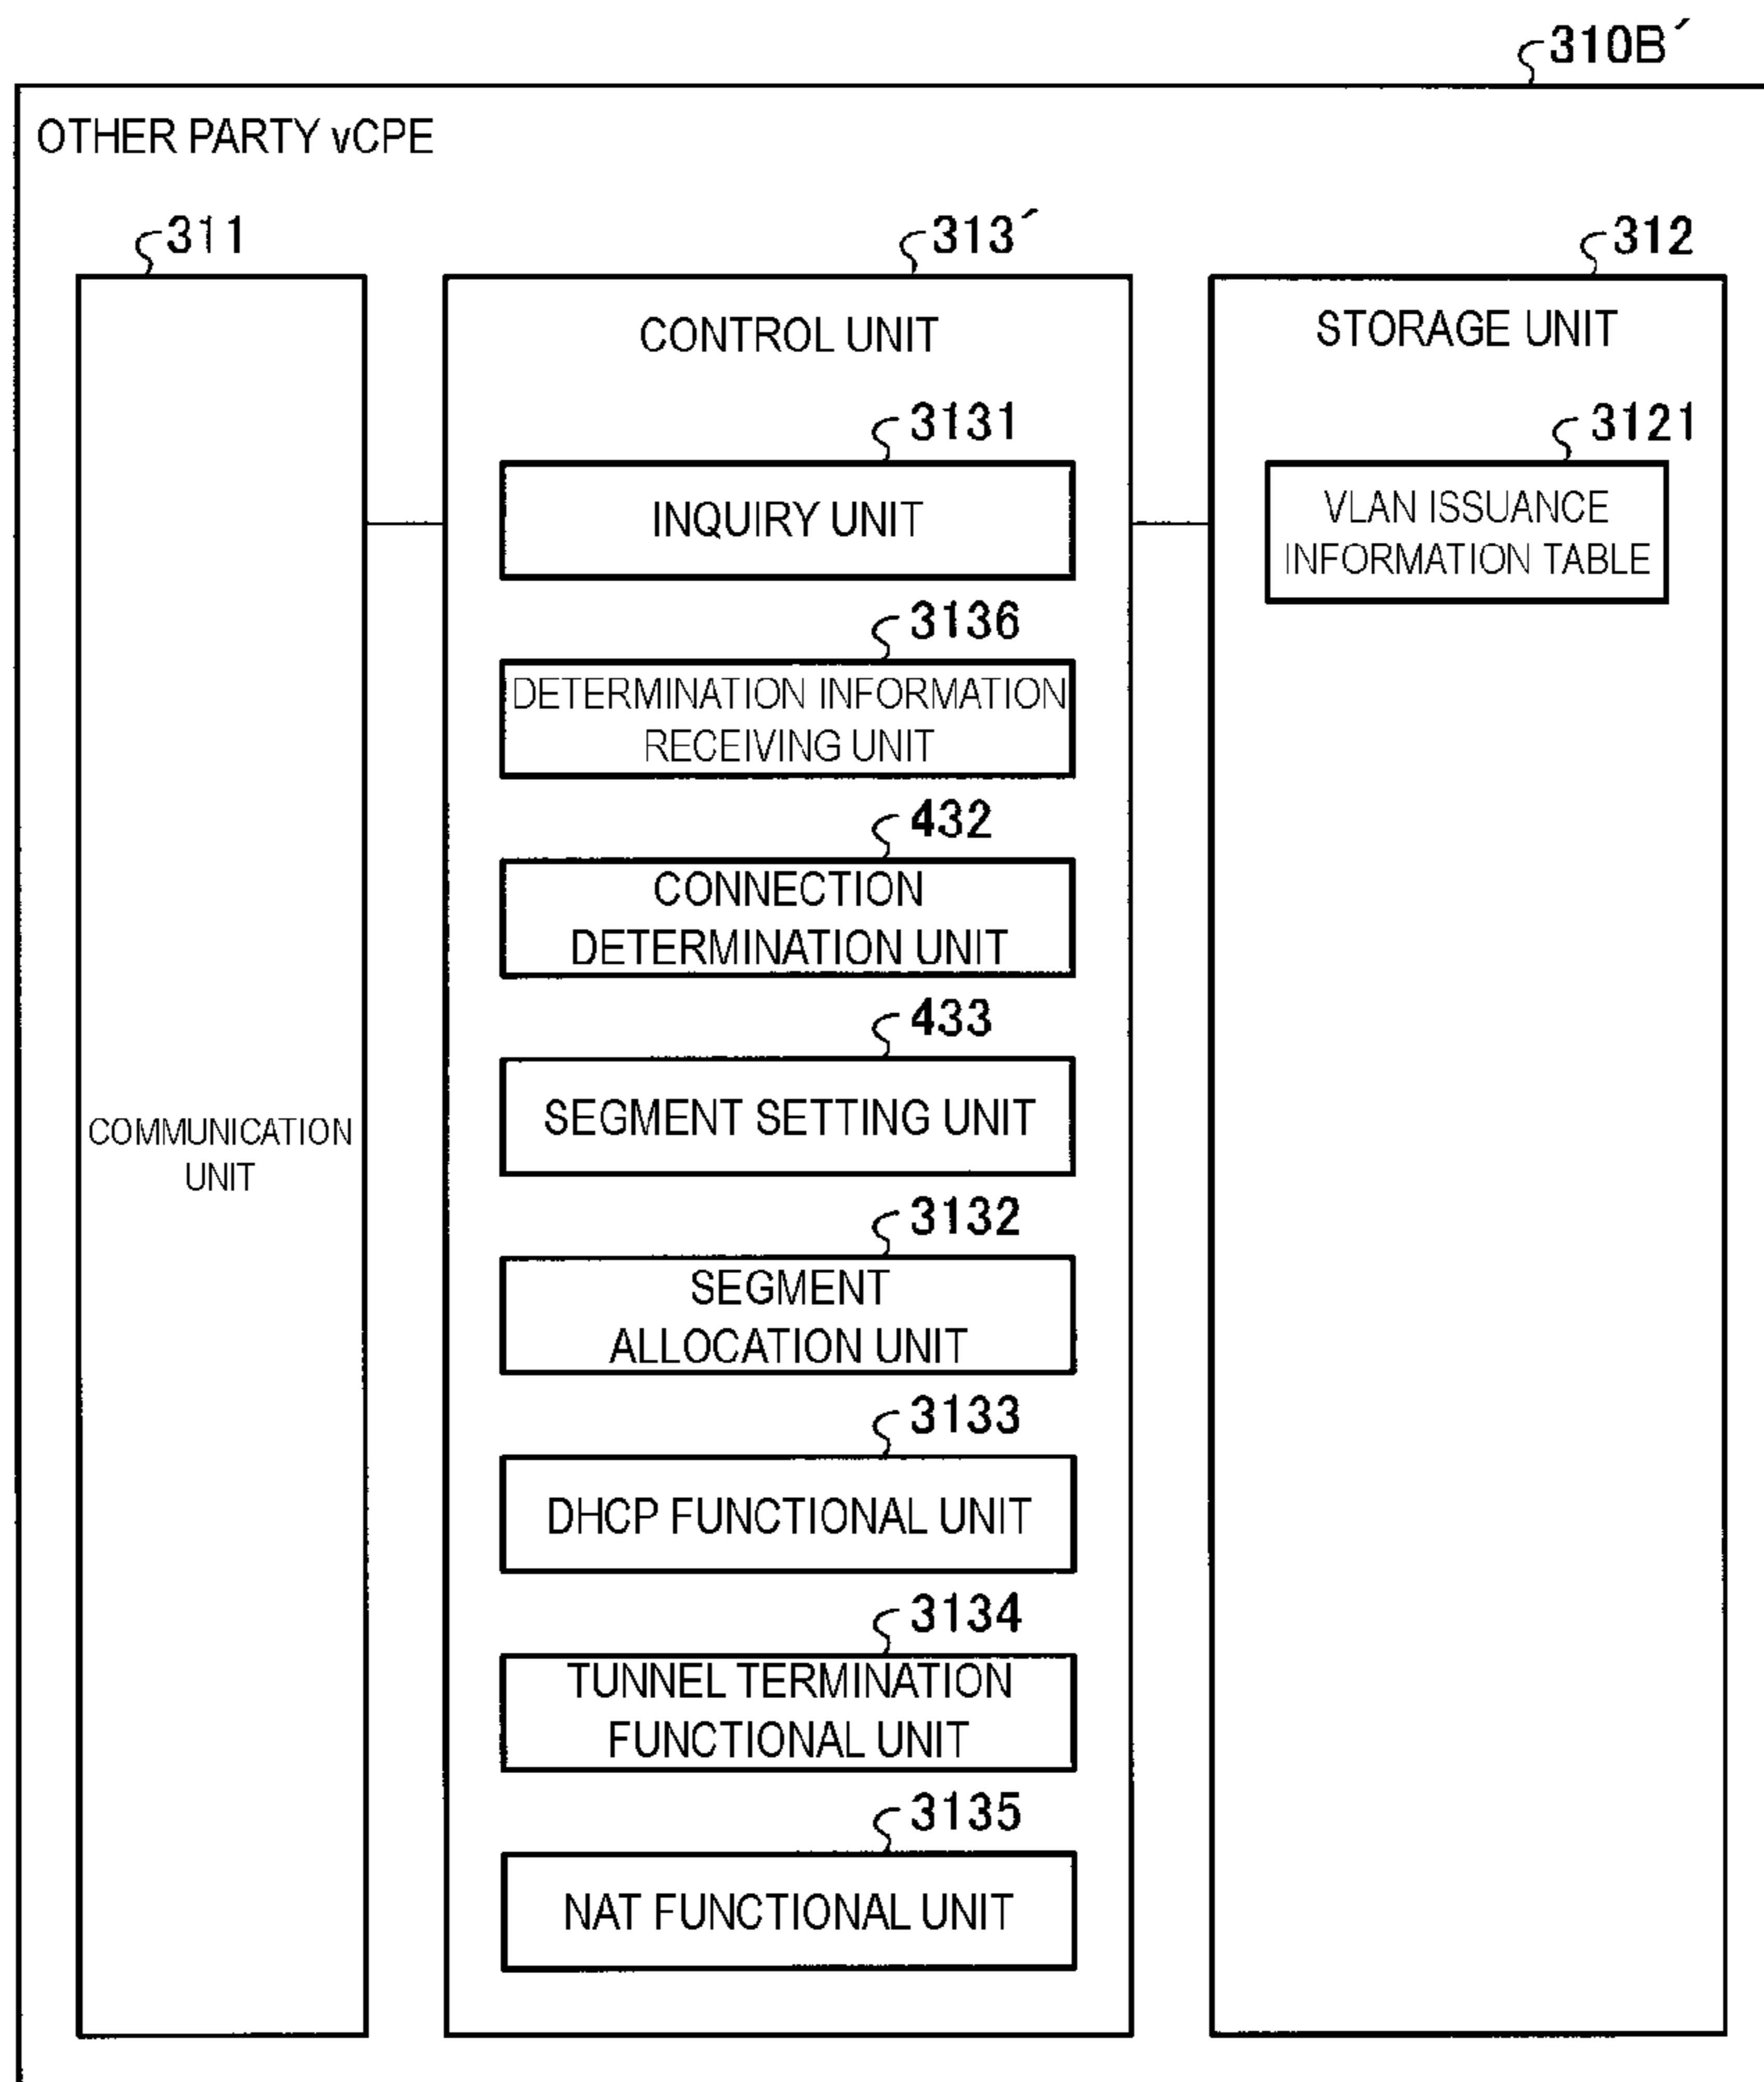 310B´
OTHER PARTY vCPE
311
313´
312
CONTROL UNIT
STORAGE UNIT
3131
INQUIRY UNIT
3121
VLAN ISSUANCE
INFORMATION TABLE
3136
DETERMINATION INFORMATION
RECEIVING UNIT
432
CONNECTION
DETERMINATION UNIT
433
SEGMENT SETTING UNIT
COMMUNICATION
UNIT
3132
SEGMENT
ALLOCATION UNIT
3133
DHCP FUNCTIONAL UNIT
3134
TUNNEL TERMINATION
FUNCTIONAL UNIT
3135
NAT FUNCTIONAL UNIT